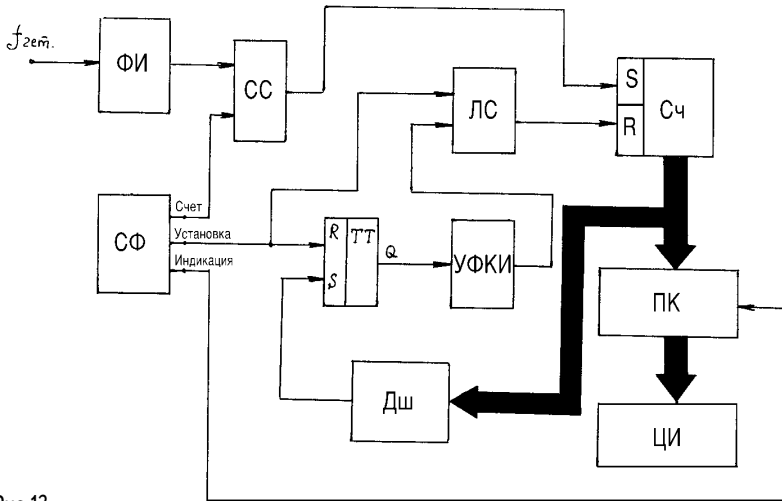 fгет.
ФИ
СС
ЛС
S
Сч
R
СФ
Счет
Установка
Индикация
R
TT
S
Q
УФКИ
ПК
Дш
ЦИ